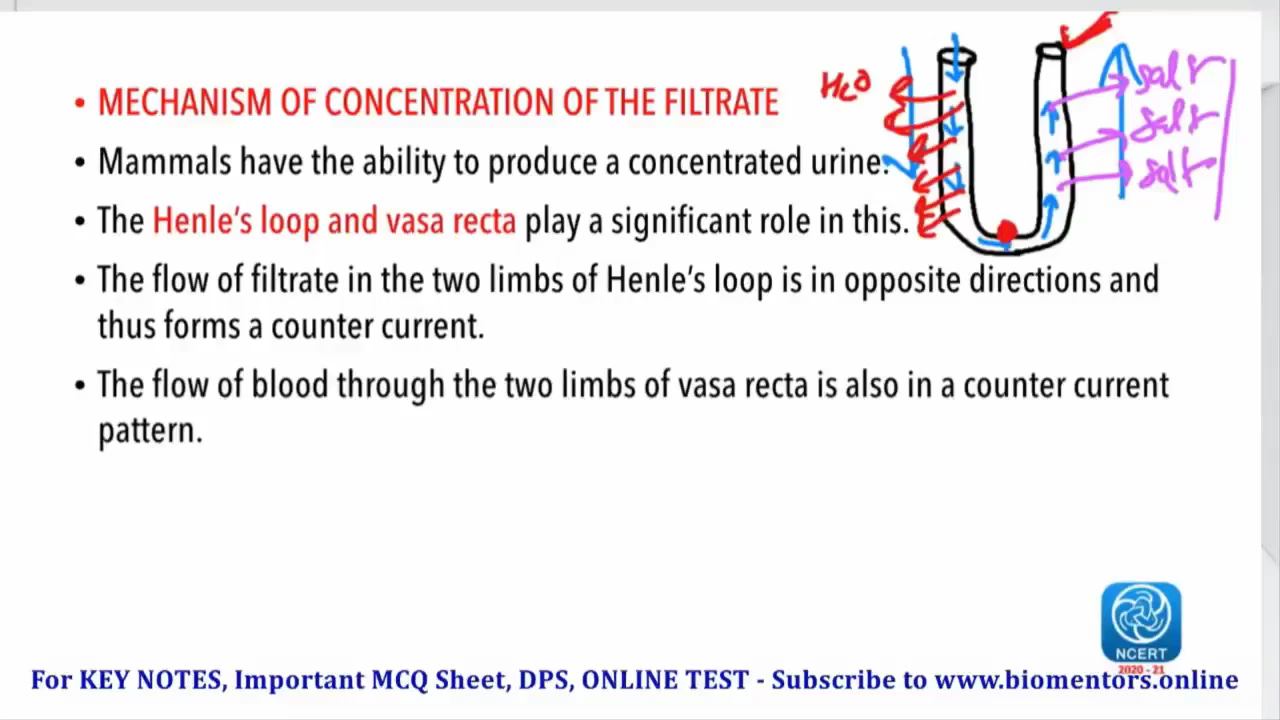 • MECHANISM OF CONCENTRATION OF THE FILTRATE
H2O
salt
salt
salt
• Mammals have the ability to produce a concentrated urine.
• The Henle's loop and vasa recta play a significant role in this.
• The flow of filtrate in the two limbs of Henle's loop is in opposite directions and
thus forms a counter current.
• The flow of blood through the two limbs of vasa recta is also in a counter current
pattern.
NCERT
2020 - 21
For KEY NOTES, Important MCQ Sheet, DPS, ONLINE TEST - Subscribe to www.biomentors.online